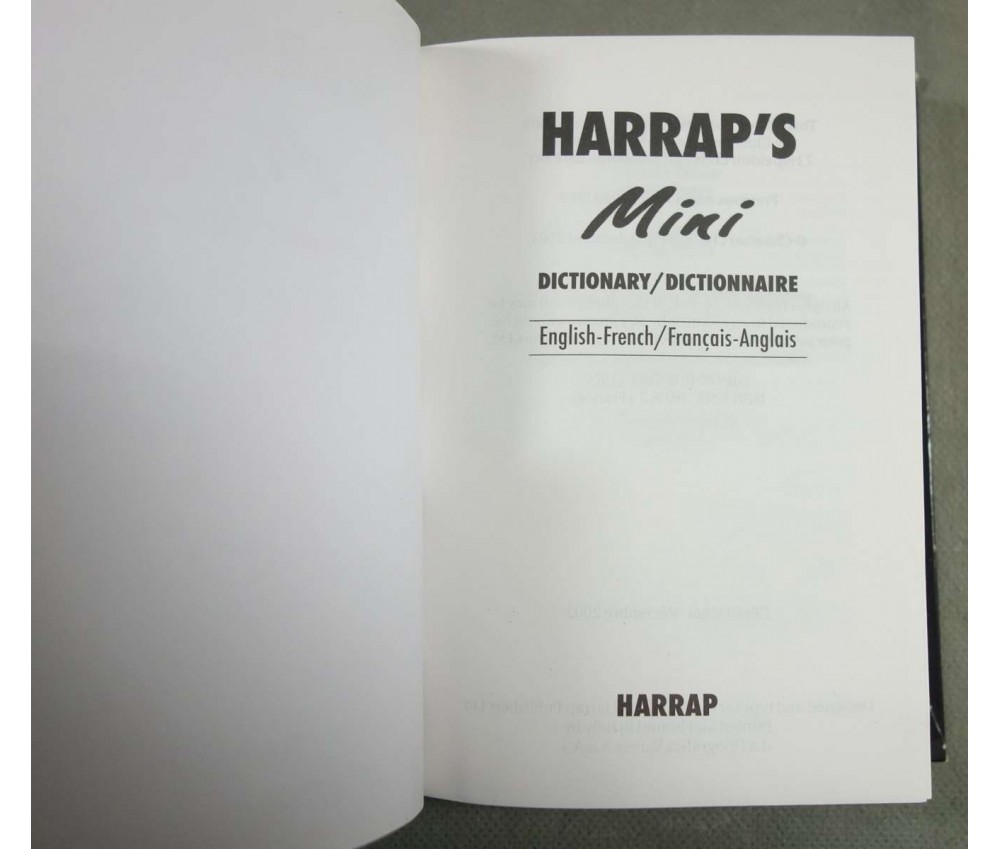 HARRAP'S
Mini
DICTIONARY/DICTIONNAIRE
English-French/Français-Anglais
HARRAP